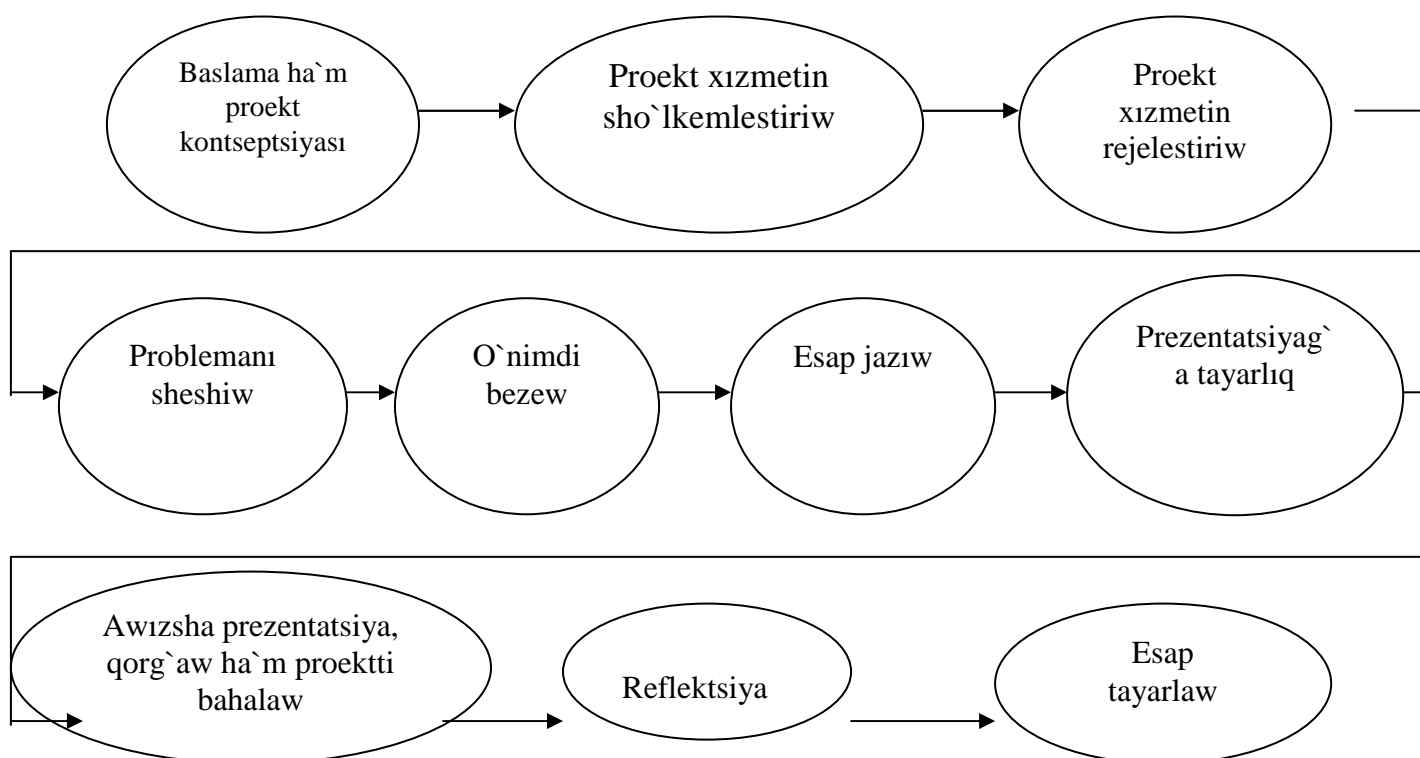 Baslama ha`m
proekt
kontseptsiyası
Proekt xızmetin
sho`lkemlestiriw
Proekt
xızmetin
rejelestiriw
Problemanı
sheshiw
O`nimdi
bezew
Esap jazıw
Prezentatsiyag`
a tayarlıq
Awızsha prezentatsiya,
qorg`aw ha`m proektti
bahalaw
Reflektsiya
Esap
tayarlaw